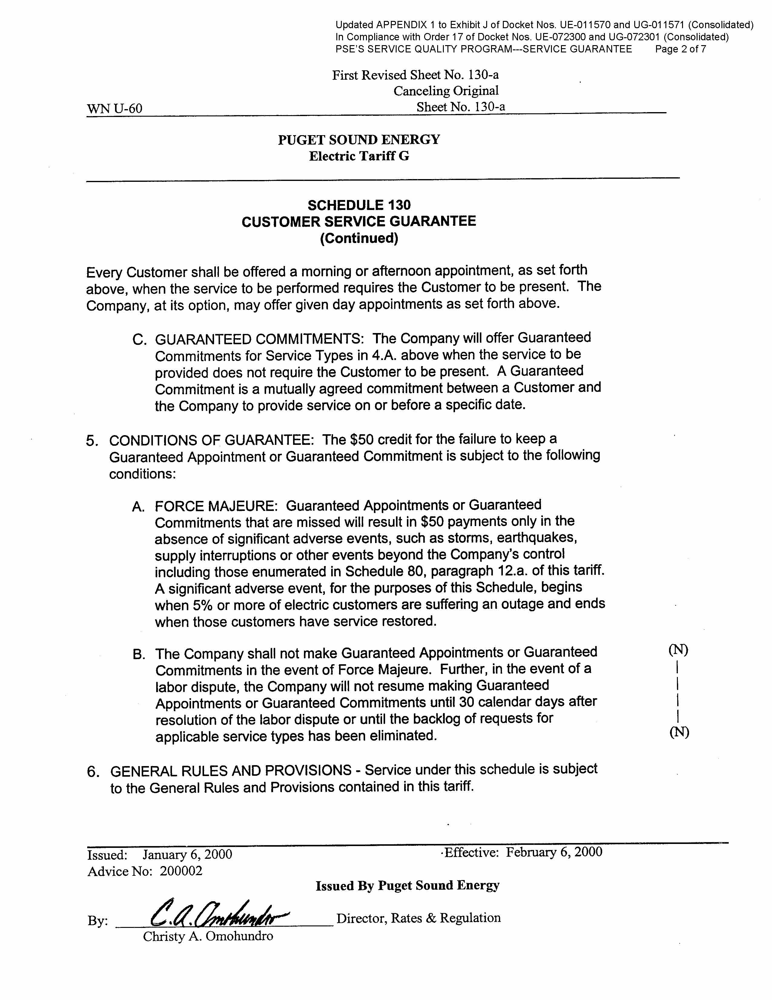 Updated APPENDIX 1 to Exhibit J of Docket Nos. UE-011570 and UG-011571 (Consolidated)
In Compliance with Order 17 of Docket Nos. UE-072300 and UG-072301 (Consolidated)
PSE'S SERVICE QUALITY PROGRAM---SERVICE GUARANTEE Page 2 of 7
First Revised Sheet No. 130-a
Canceling Original
WN U-60 Sheet No. 130-a
PUGET SOUND ENERGY
Electric Tariff G
SCHEDULE 130
CUSTOMER SERVICE GUARANTEE
(Continued)
Every Customer shall be offered a morning or afternoon appointment, as set forth
above, when the service to be performed requires the Customer to be present. The
Company, at its option, may offer given day appointments as set forth above.
C. GUARANTEED COMMITMENTS: The Company will offer Guaranteed
Commitments for Service Types in 4.A. above when the service to be
provided does not require the Customer to be present. A Guaranteed
Commitment is a mutually agreed commitment between a Customer and
the Company to provide service on or before a specific date.
5. CONDITIONS OF GUARANTEE: The $50 credit for the failure to keep a
Guaranteed Appointment or Guaranteed Commitment is subject to the following
conditions:
A. FORCE MAJEURE: Guaranteed Appointments or Guaranteed
Commitments that are missed will result in $50 payments only in the
absence of significant adverse events, such as storms, earthquakes,
supply interruptions or other events beyond the Company's control
including those enumerated in Schedule 80, paragraph 12.a. of this tariff.
A significant adverse event, for the purposes of this Schedule, begins
when 5% or more of electric customers are suffering an outage and ends
when those customers have service restored.
B. The Company shall not make Guaranteed Appointments or Guaranteed (N)
Commitments in the event of Force Majeure. Further, in the event of a |
labor dispute, the Company will not resume making Guaranteed |
Appointments or Guaranteed Commitments until 30 calendar days after |
resolution of the labor dispute or until the backlog of requests for |
applicable service types has been eliminated. (N)
6. GENERAL RULES AND PROVISIONS - Service under this schedule is subject
to the General Rules and Provisions contained in this tariff.
Issued: January 6, 2000 Effective: February 6, 2000
Advice No: 200002
Issued By Puget Sound Energy
By: C.A. Omohundro Director, Rates & Regulation
Christy A. Omohundro